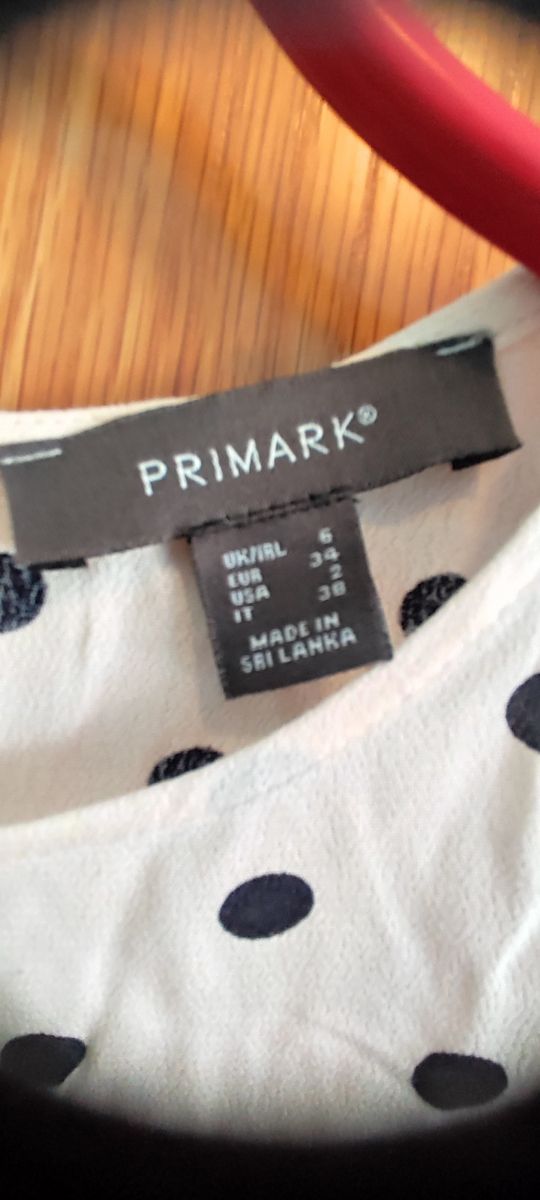 PRIMARK®
UK/IRL 6
EUR 34
USA 2
IT 38
MADE IN
SRI LANKA